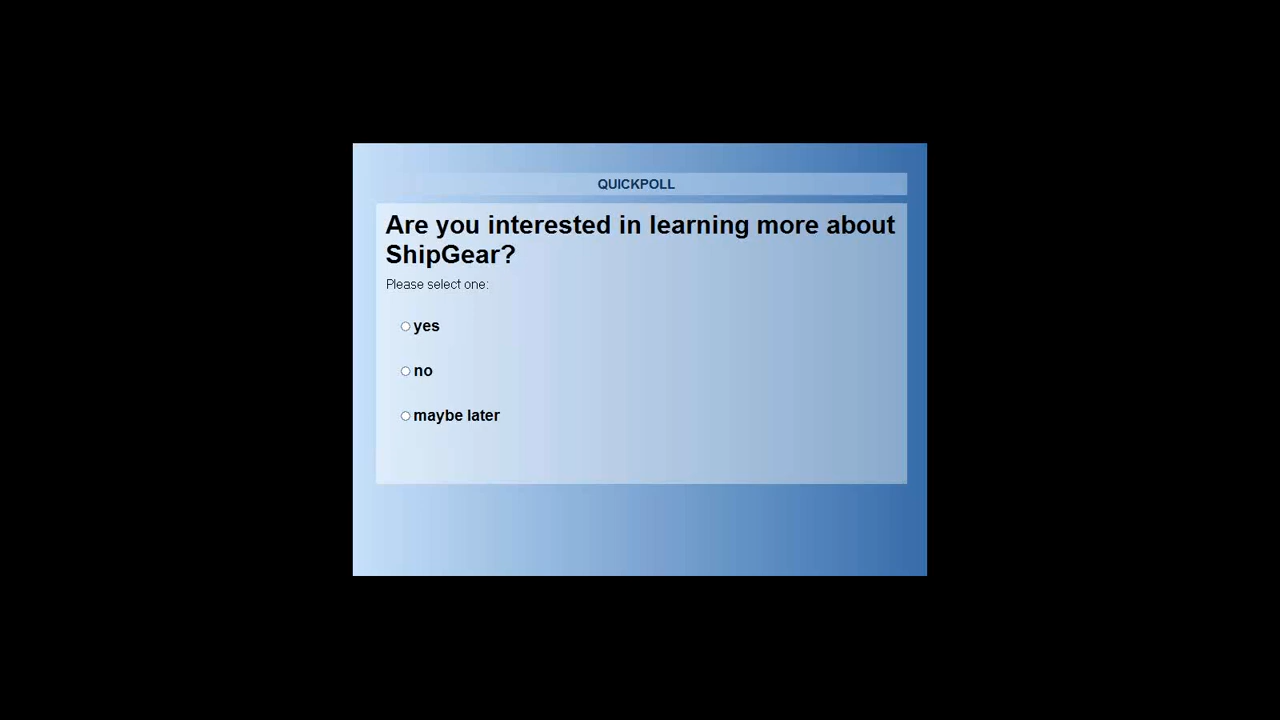 QUICKPOLL
Are you interested in learning more about
ShipGear?
Please select one:
yes
no
maybe later